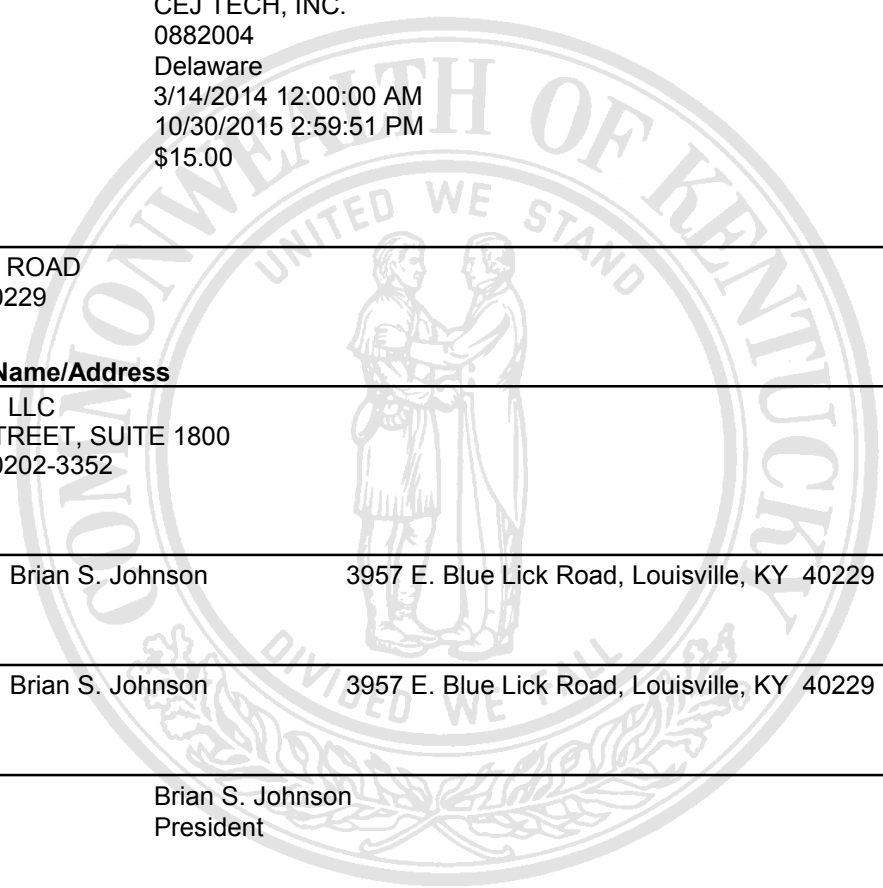 CEJ TECH, INC.
0882004
Delaware
3/14/2014 12:00:00 AM
10/30/2015 2:59:51 PM
$15.00
COMMONWEALTH OF KENTUCKY
UNITED WE STAND
ROAD
0229
Name/Address
LLC
TREET, SUITE 1800
0202-3352
Brian S. Johnson 3957 E. Blue Lick Road, Louisville, KY 40229
Brian S. Johnson 3957 E. Blue Lick Road, Louisville, KY 40229
DIVIDED WE FALL
Brian S. Johnson
President